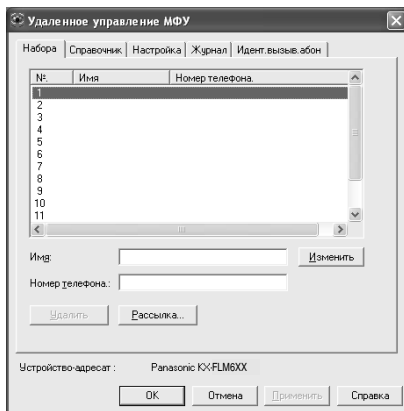 Удаленное управление МФУ
Набора Справочник Настройка Журнал Идент.вызыв.абон
№. Имя Номер телефона.
1
2
3
4
5
6
7
8
9
10
11
Имя: Изменить
Номер телефона.:
Удалить Рассылка...
Устройство-адресат : Panasonic KX-FLM6XX
OK Отмена Применить Справка